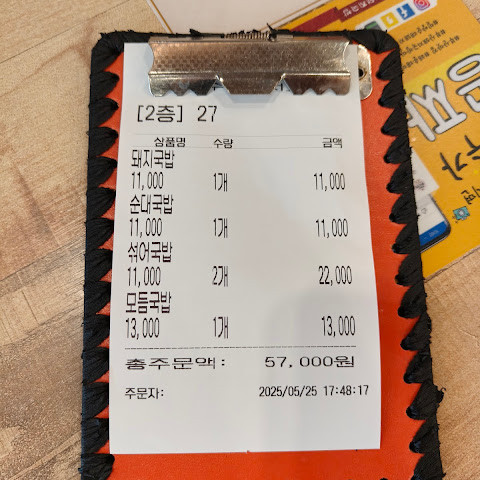 [2층] 27
상품명 수량 금액
돼지국밥
11,000 1개 11,000
순대국밥
11,000 1개 11,000
섞어국밥
11,000 2개 22,000
모듬국밥
13,000 1개 13,000
총주문액: 57,000원
주문자: 2025/05/25 17:48:17